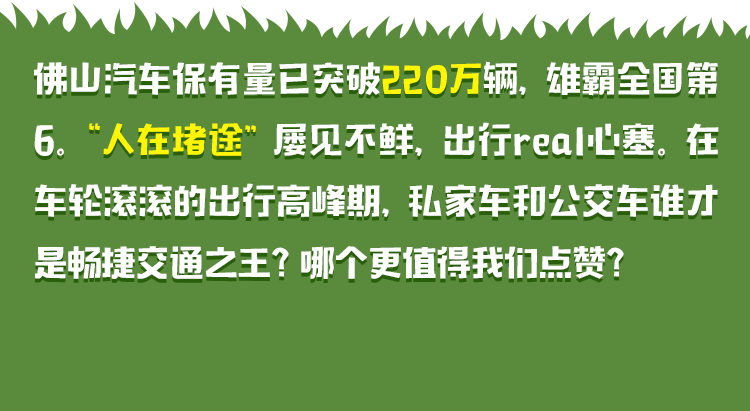 佛山汽车保有量已突破220万辆，雄霸全国第
6。“人在堵途”屡见不鲜，出行real心塞。在
车轮滚滚的出行高峰期，私家车和公交车谁才
是畅捷交通之王？哪个更值得我们点赞？